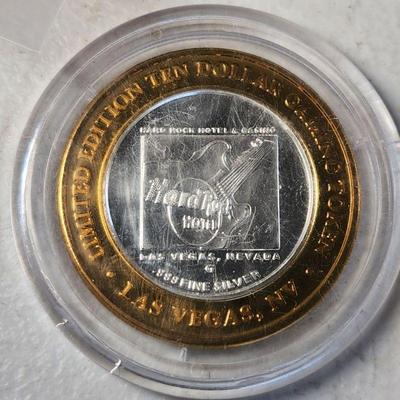 LIMITED EDITION TEN DOLLAR GAMING TOKEN
HARD ROCK HOTEL & CASINO
Hard Rock
HOTEL
LAS VEGAS, NEVADA
G
.999 FINE SILVER
• LAS VEGAS, NV •